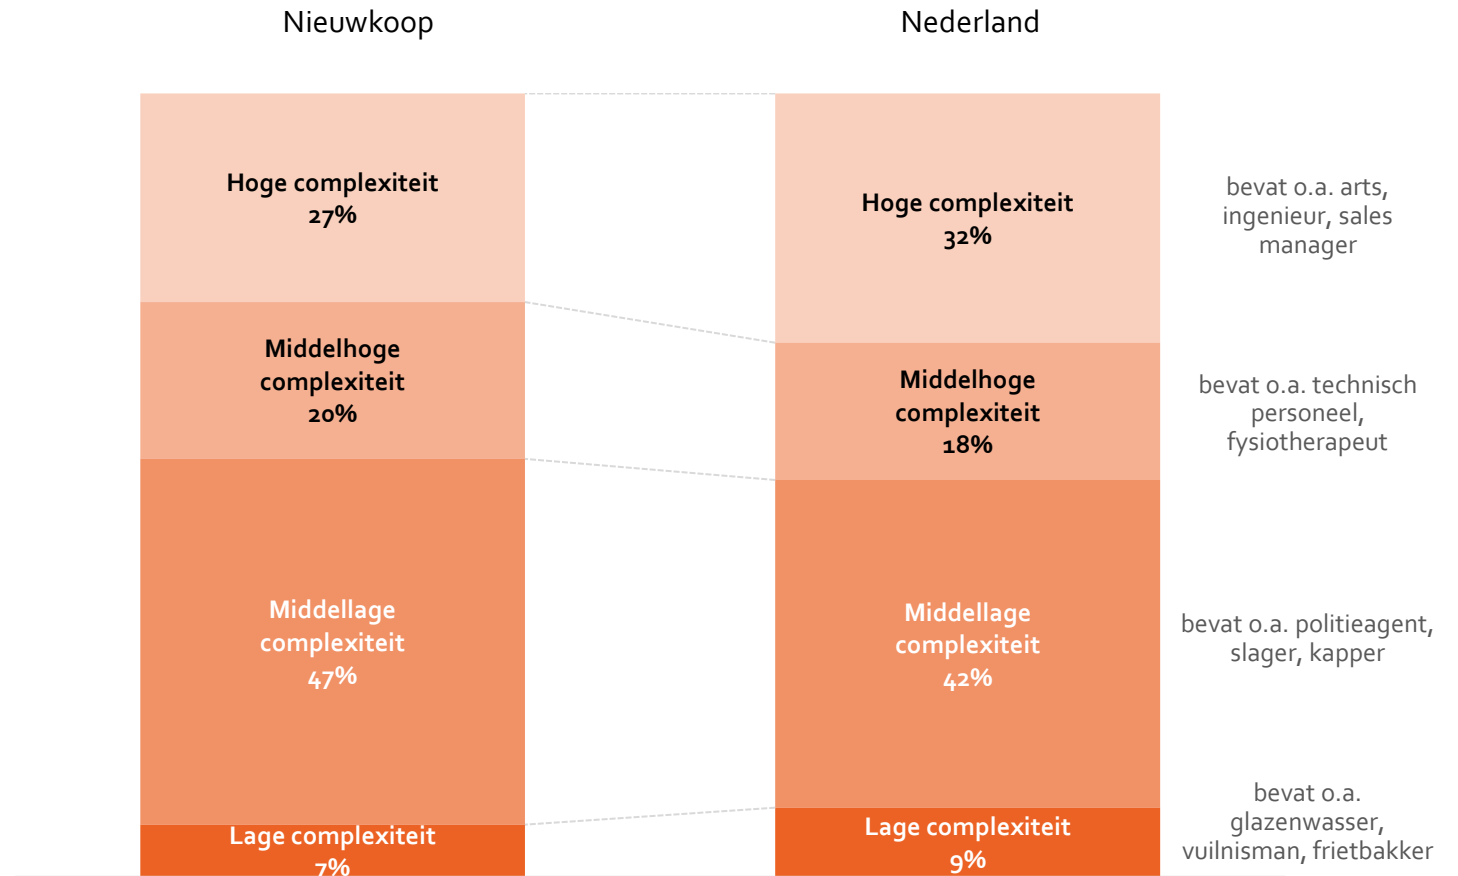 Nieuwkoop
Nederland
Hoge complexiteit
27%
Middelhoge
complexiteit
20%
Middellage
complexiteit
47%
Lage complexiteit
7%
Hoge complexiteit
32%
Middelhoge
complexiteit
18%
Middellage
complexiteit
42%
Lage complexiteit
9%
bevat o.a. arts,
ingenieur, sales
manager
bevat o.a. technisch
personeel,
fysiotherapeut
bevat o.a. politieagent,
slager, kapper
bevat o.a.
glazenwasser,
vuilnisman, frietbakker